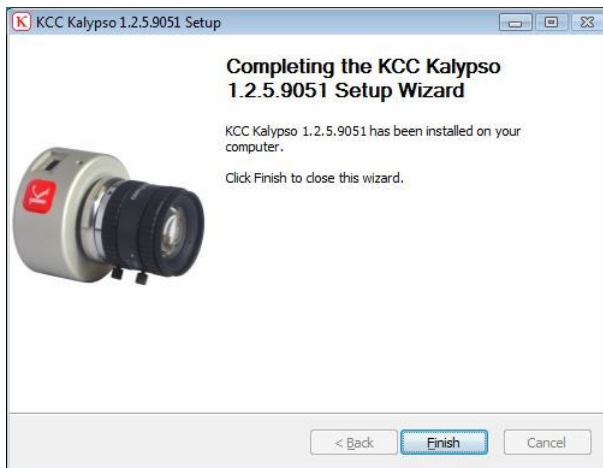 KCC Kalypso 1.2.5.9051 Setup
Completing the KCC Kalypso
1.2.5.9051 Setup Wizard
KCC Kalypso 1.2.5.9051 has been installed on your
computer.
Click Finish to close this wizard.
K
< Back
Finish
Cancel